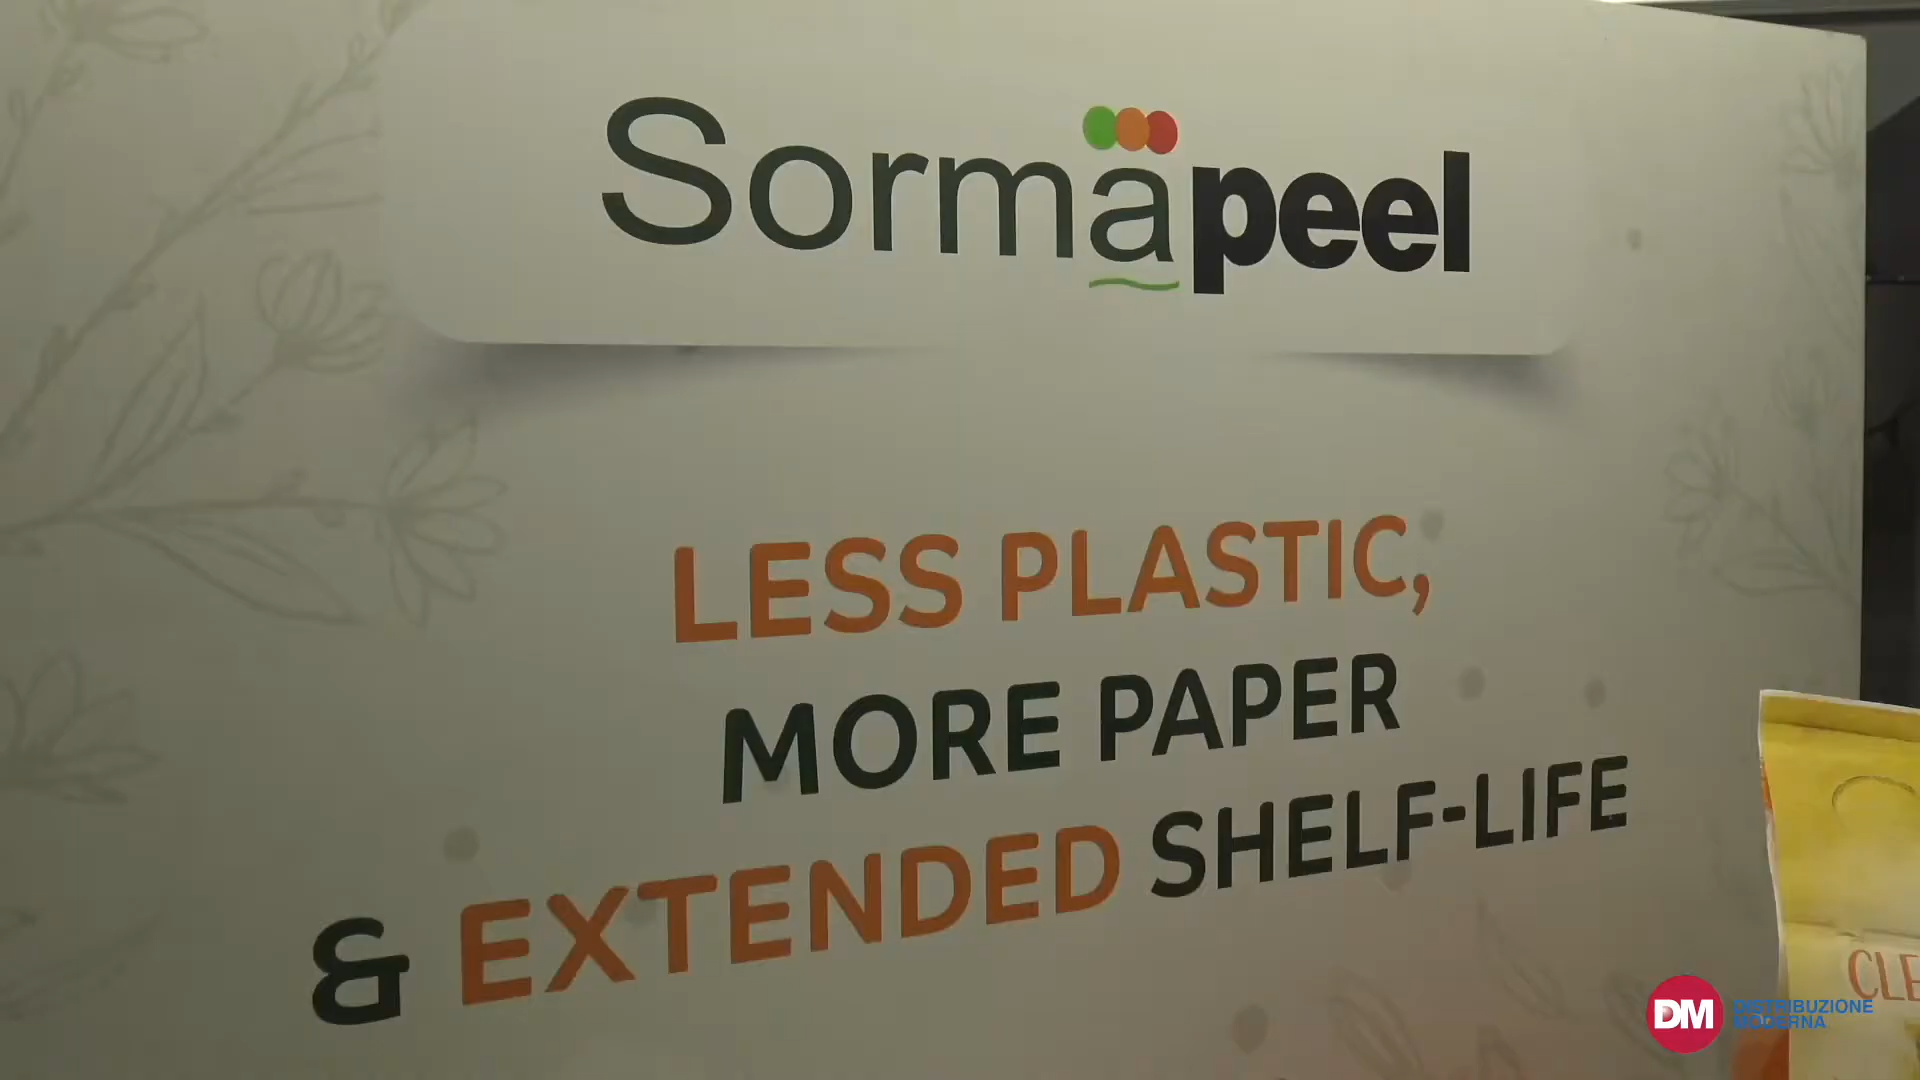 Sormapeel
LESS PLASTIC,
MORE PAPER
& EXTENDED SHELF-LIFE
DM DISTRIBUZIONE
MODERNA